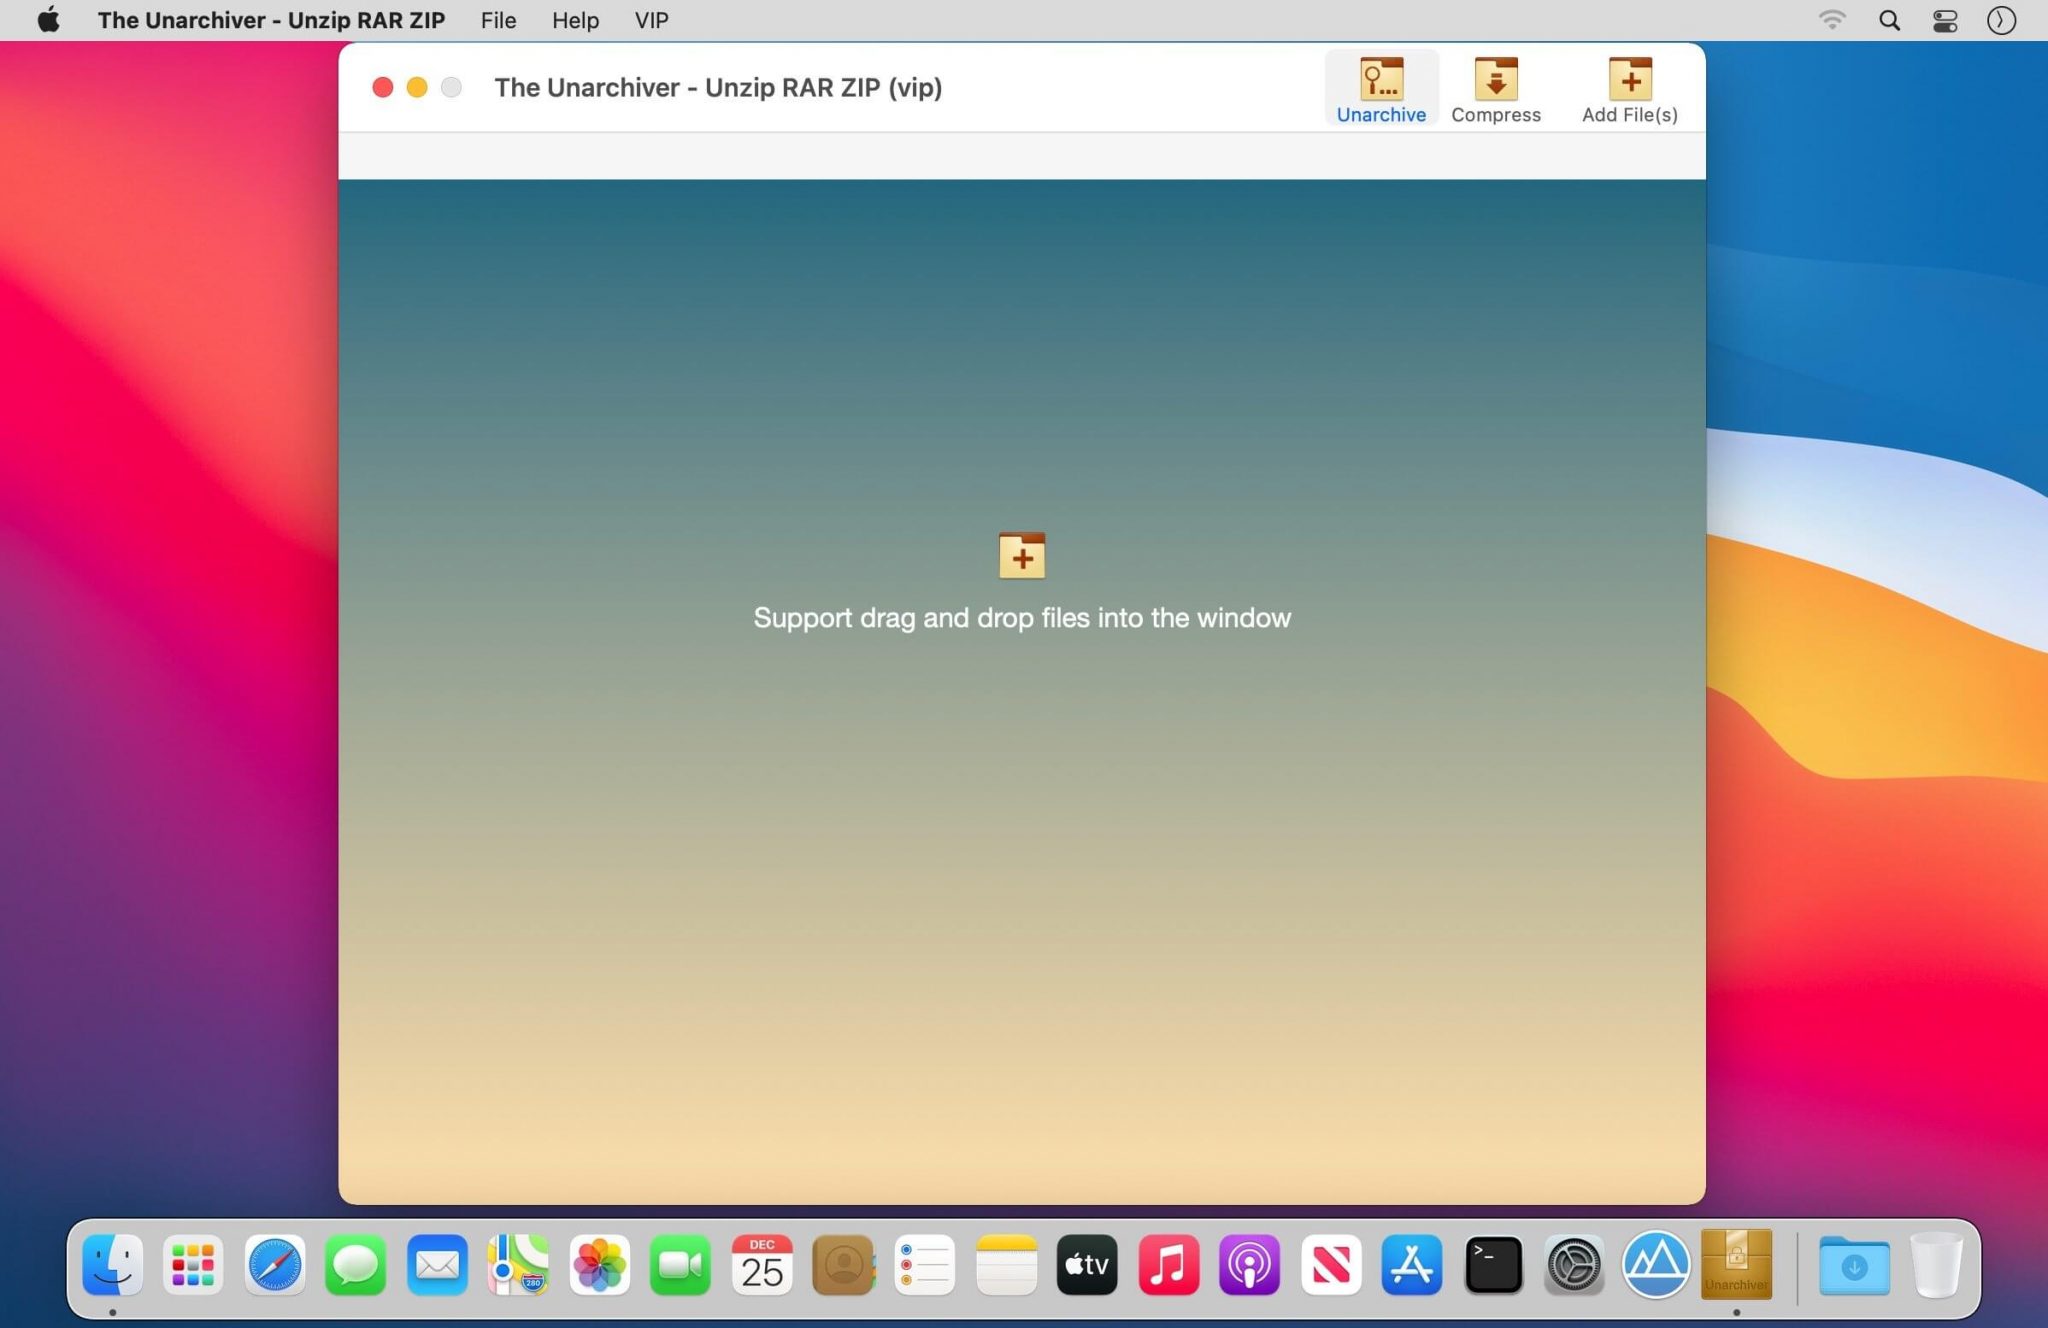 The Unarchiver - Unzip RAR ZIP File Help VIP
The Unarchiver - Unzip RAR ZIP (vip)
Unarchive Compress Add File(s)
Support drag and drop files into the window
DEC
25
280
tv
>_
Unarchiver